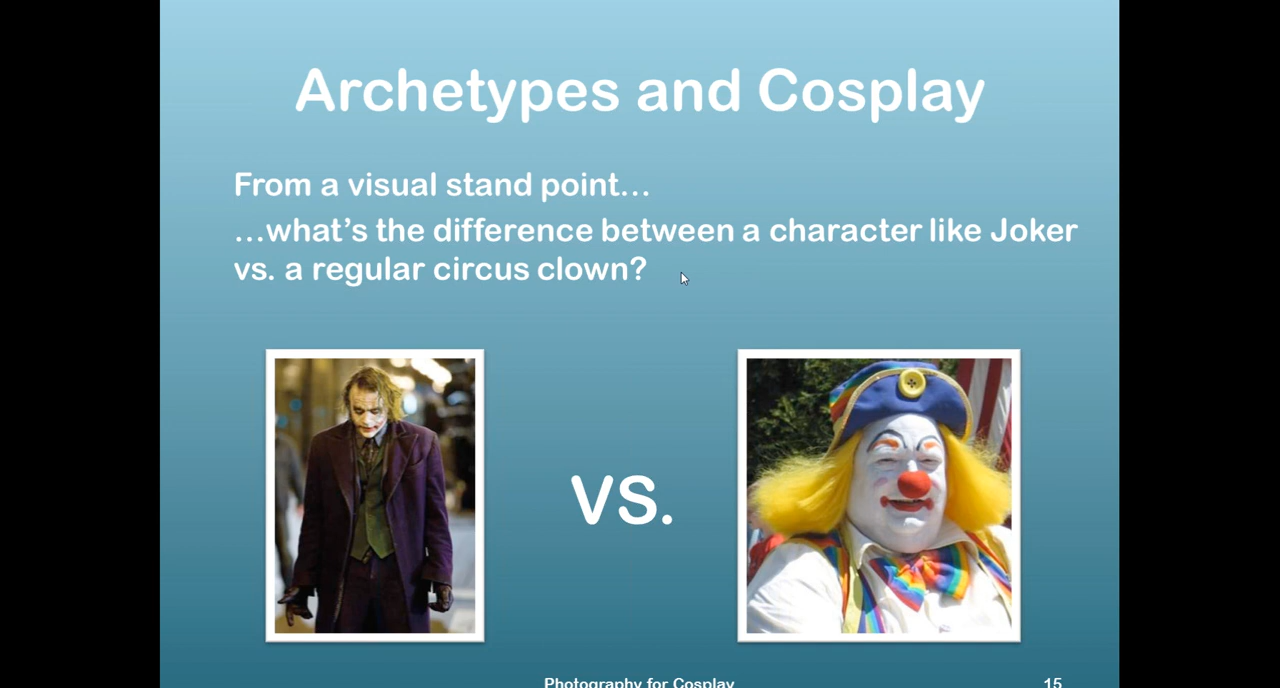 Archetypes and Cosplay
From a visual stand point…
…what’s the difference between a character like Joker
vs. a regular circus clown?
vs.
Photography for Cosplay
15